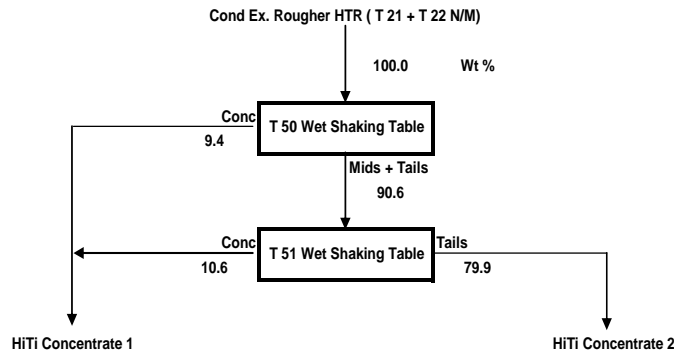 Cond Ex. Rougher HTR ( T 21 + T 22 N/M)
100.0 Wt %
Conc
T 50 Wet Shaking Table
9.4
Mids + Tails
90.6
Conc
T 51 Wet Shaking Table
Tails
10.6
79.9
HiTi Concentrate 1
HiTi Concentrate 2